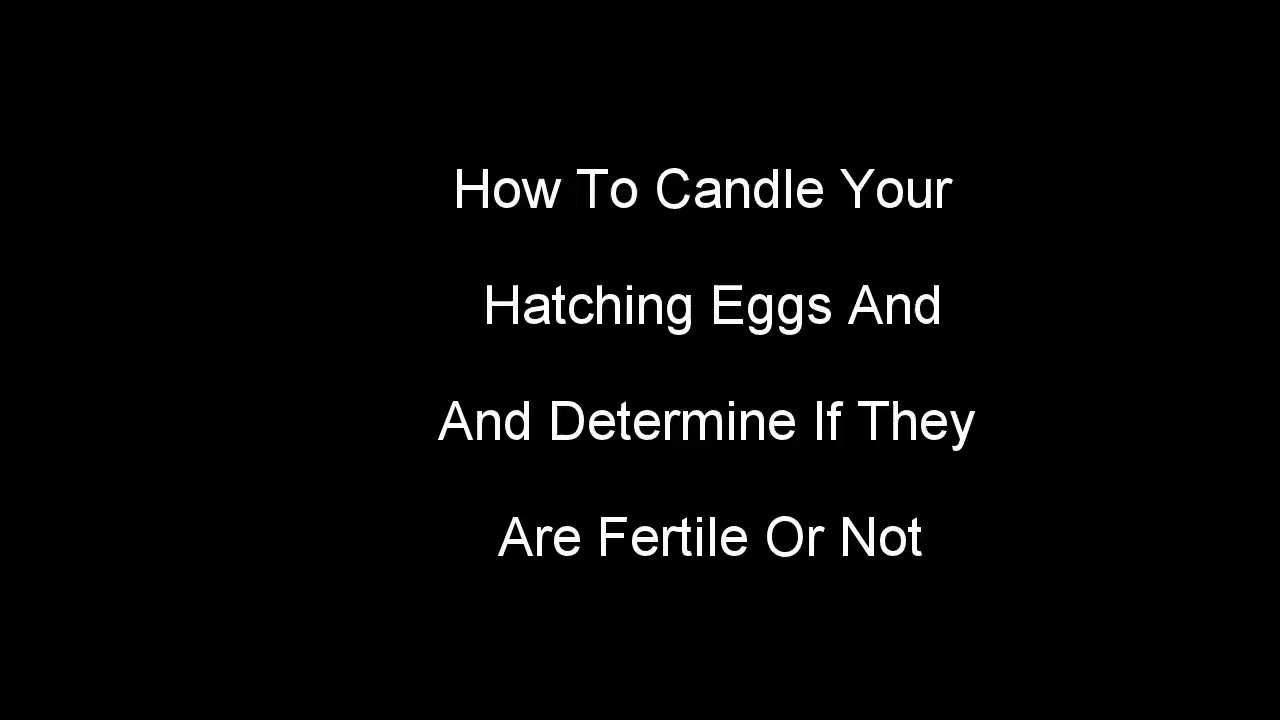 How To Candle Your
Hatching Eggs And
And Determine If They
Are Fertile Or Not